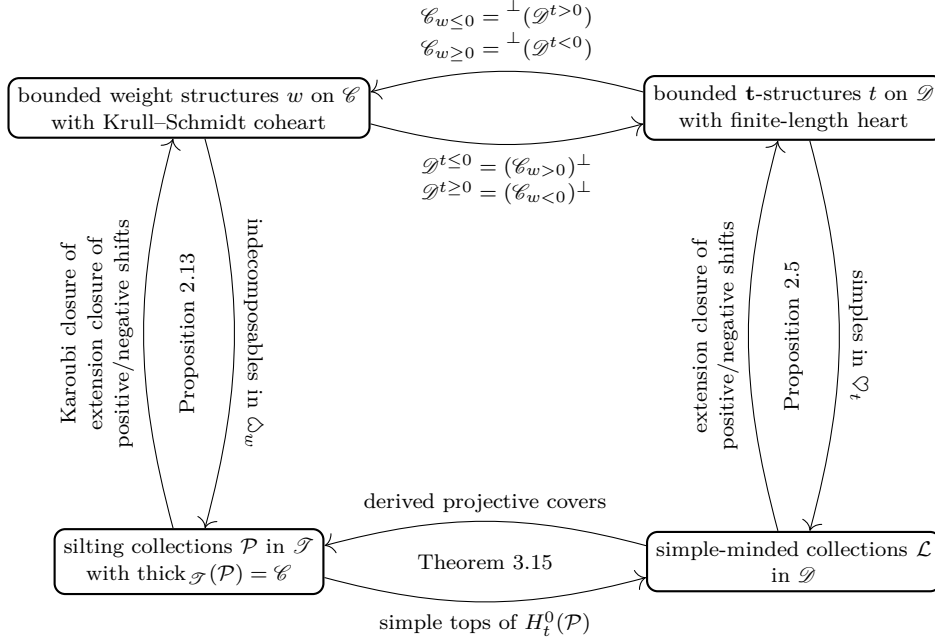 𝒞_{w≤0} = ^⊥(𝒟^{t>0})
𝒞_{w≥0} = ^⊥(𝒟^{t<0})
bounded weight structures w on 𝒞
with Krull–Schmidt coheart
bounded t-structures t on 𝒟
with finite-length heart
𝒟^{t≤0} = (𝒞_{w>0})^⊥
𝒟^{t≥0} = (𝒞_{w<0})^⊥
Karoubi closure of
extension closure of
positive/negative shifts
Proposition 2.13
indecomposables in ♤_w
extension closure of
positive/negative shifts
Proposition 2.5
simples in ♡_t
derived projective covers
silting collections 𝒫 in 𝒯
with thick_𝒯(𝒫) = 𝒞
Theorem 3.15
simple-minded collections ℒ
in 𝒟
simple tops of H_t^0(𝒫)